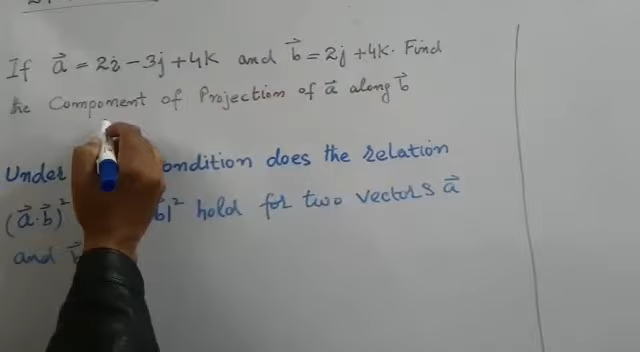 If a⃗ = 2i - 3j + 4k and b⃗ = 2j + 4k. Find
the Component of Projection of a⃗ along b⃗
Under ondition does the relation
(a⃗·b⃗)² b|² hold for two vectors a⃗
and b